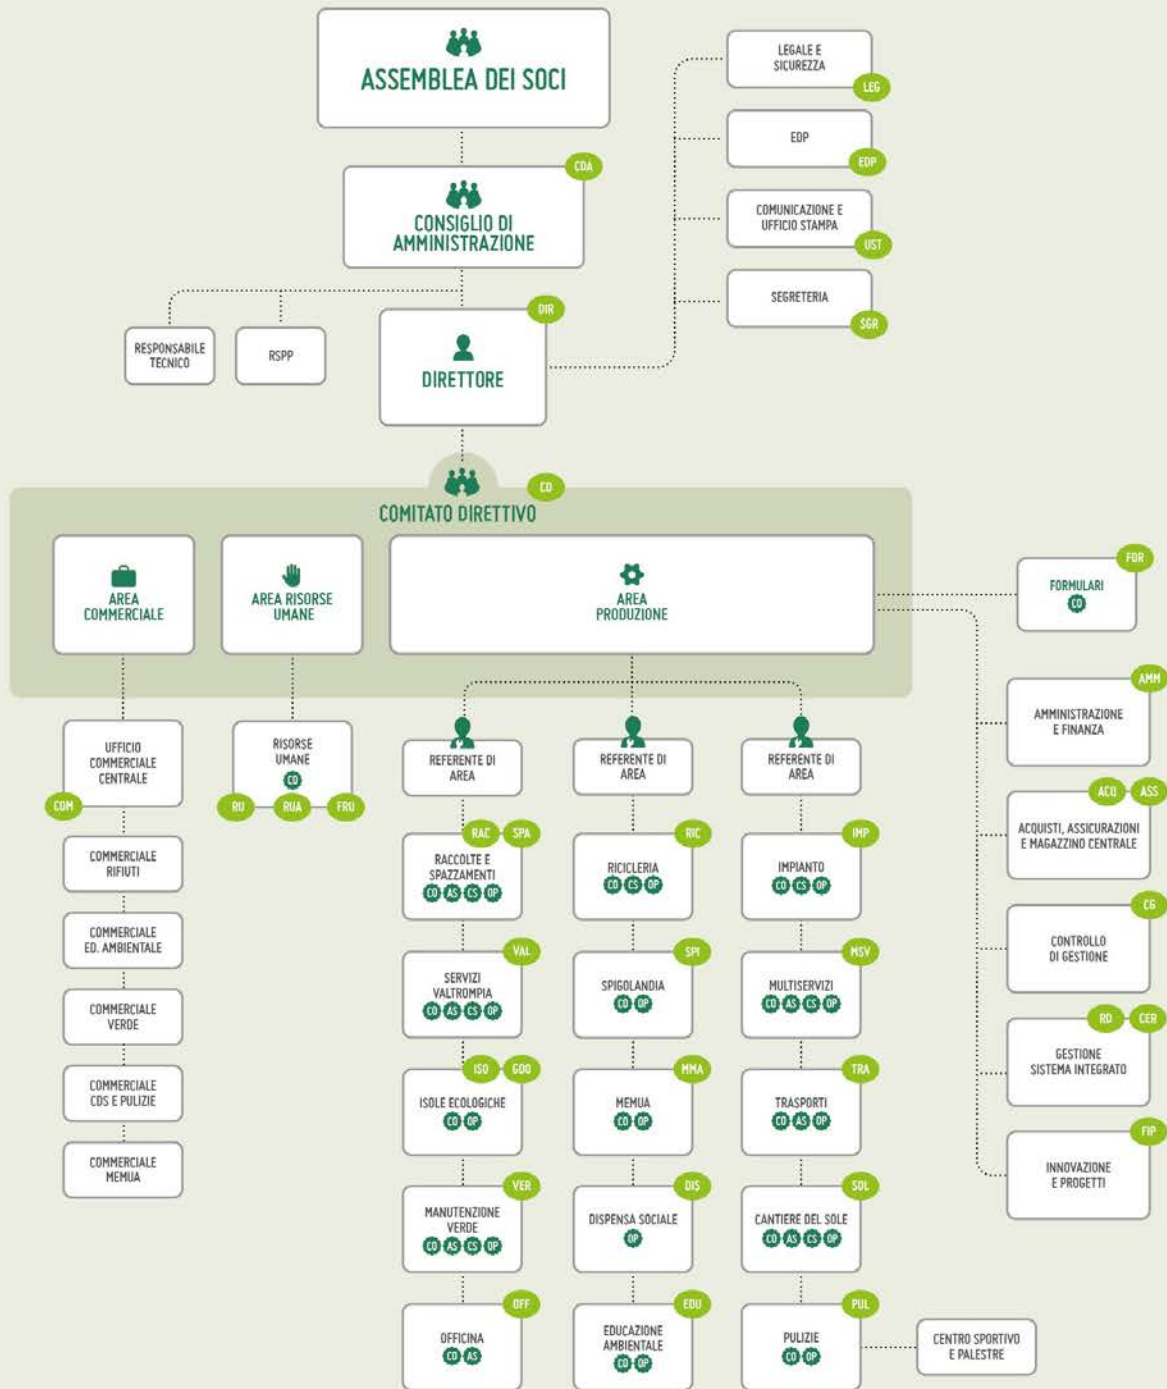 ASSEMBLEA DEI SOCI
CDA
CONSIGLIO DI
AMMINISTRAZIONE
RESPONSABILE
TECNICO
RSPP
DIR
DIRETTORE
LEGALE E
SICUREZZA
LEG
EDP
EDP
COMUNICAZIONE E
UFFICIO STAMPA
UST
SEGRETERIA
SGR
CD
COMITATO DIRETTIVO
AREA
COMMERCIALE
AREA RISORSE
UMANE
AREA
PRODUZIONE
UFFICIO
COMMERCIALE
CENTRALE
COM
COMMERCIALE
RIFIUTI
COMMERCIALE
ED. AMBIENTALE
COMMERCIALE
VERDE
COMMERCIALE
CDS E PULIZIE
COMMERCIALE
MEMUA
RISORSE
UMANE
CO
RU RUA FRU
REFERENTE DI
AREA
RAC SPA
RACCOLTE E
SPAZZAMENTI
CO AS CS OP
VAL
SERVIZI
VALTROMPIA
CO AS CS OP
ISO GOO
ISOLE ECOLOGICHE
CO OP
VER
MANUTENZIONE
VERDE
CO AS CS OP
OFF
OFFICINA
CO AS
REFERENTE DI
AREA
RIC
RICICLERIA
CO CS OP
SPI
SPIGOLANDIA
CO OP
MMA
MEMUA
CO OP
DIS
DISPENSA SOCIALE
OP
EDU
EDUCAZIONE
AMBIENTALE
CO OP
REFERENTE DI
AREA
IMP
IMPIANTO
CO CS OP
MSV
MULTISERVIZI
CO AS CS OP
TRA
TRASPORTI
CO AS OP
SOL
CANTIERE DEL SOLE
CO AS CS OP
PUL
PULIZIE
CO OP
CENTRO SPORTIVO
E PALESTRE
FOR
FORMULARI
CO
AMM
AMMINISTRAZIONE
E FINANZA
ACQ ASS
ACQUISTI, ASSICURAZIONI
E MAGAZZINO CENTRALE
CG
CONTROLLO
DI GESTIONE
RD CER
GESTIONE
SISTEMA INTEGRATO
FIP
INNOVAZIONE
E PROGETTI